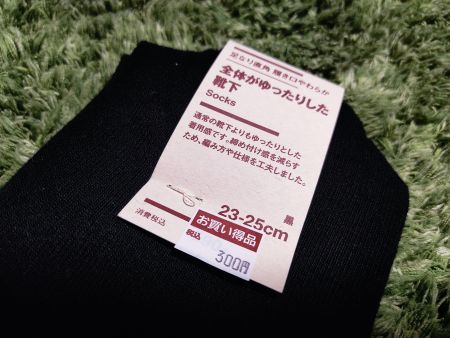 足なり直角 履き口やわらか
全体がゆったりした
靴下
Socks
通常の靴下よりもゆったりとした
着用感です。締め付け感を減らす
ため、編み方や仕様を工夫しました。
黒
23-25cm
消費税込
お買い得品
税込
300円